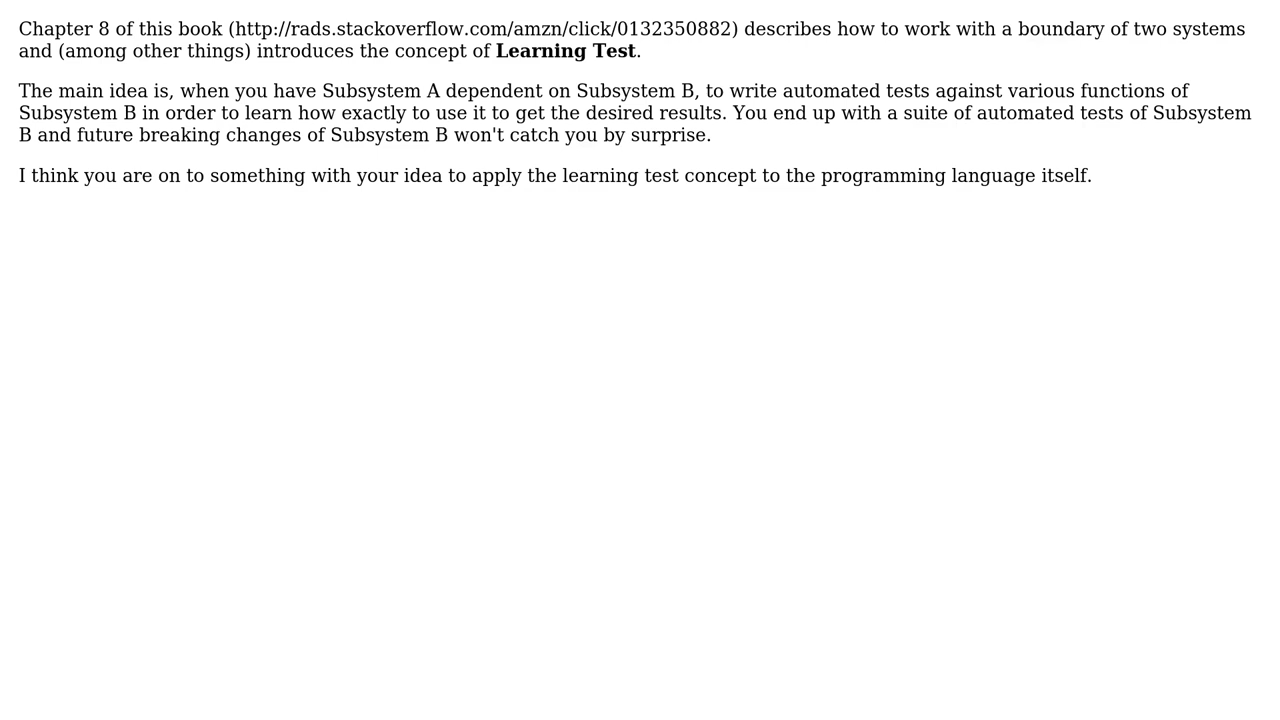 Chapter 8 of this book (http://rads.stackoverflow.com/amzn/click/0132350882) describes how to work with a boundary of two systems
and (among other things) introduces the concept of Learning Test.
The main idea is, when you have Subsystem A dependent on Subsystem B, to write automated tests against various functions of
Subsystem B in order to learn how exactly to use it to get the desired results. You end up with a suite of automated tests of Subsystem
B and future breaking changes of Subsystem B won't catch you by surprise.
I think you are on to something with your idea to apply the learning test concept to the programming language itself.